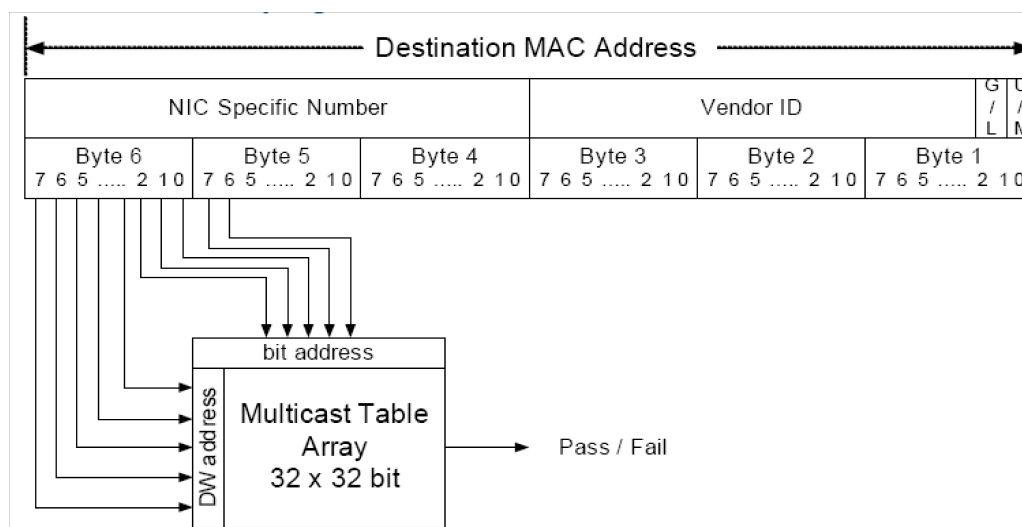 Destination MAC Address
NIC Specific Number
Vendor ID
G
/
L
U
/
M
Byte 6
Byte 5
Byte 4
Byte 3
Byte 2
Byte 1
7 6 5 ..... 2 1 0
7 6 5 ..... 2 1 0
7 6 5 ..... 2 1 0
7 6 5 ..... 2 1 0
7 6 5 ..... 2 1 0
7 6 5 ..... 2 1 0
bit address
DW address
Multicast Table
Array
32 x 32 bit
Pass / Fail